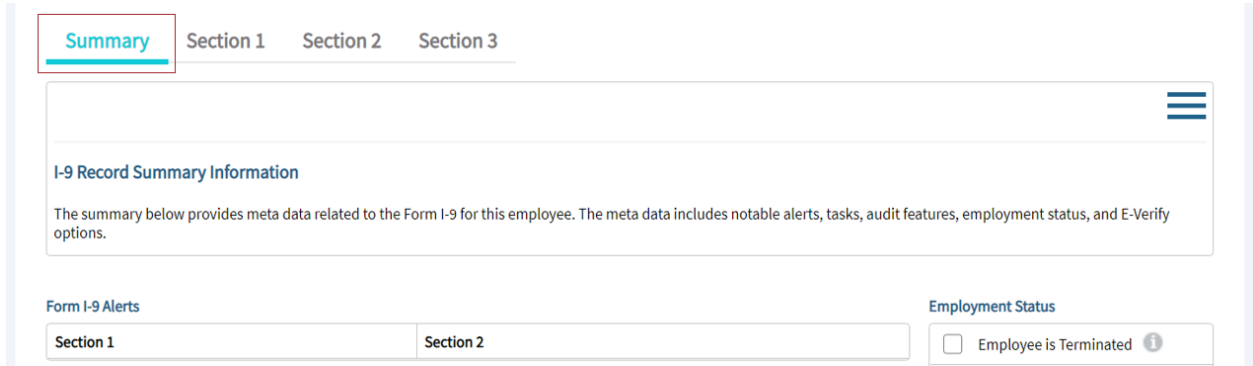 Summary Section 1 Section 2 Section 3
I-9 Record Summary Information
The summary below provides meta data related to the Form I-9 for this employee. The meta data includes notable alerts, tasks, audit features, employment status, and E-Verify
options.
Form I-9 Alerts
Section 1 Section 2
Employment Status
Employee is Terminated